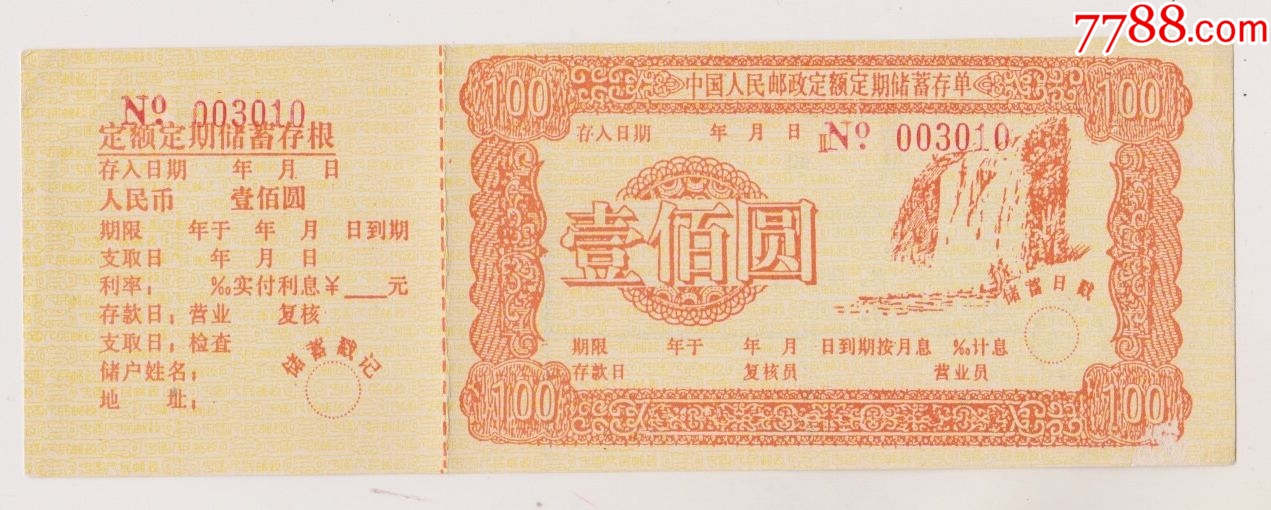 7788.com
№ 003010
定额定期储蓄存根
存入日期 年 月 日
人民币 壹佰圆
期限 年于 年 月 日到期
支取日 年 月 日
利率: ‰实付利息¥___元
存款日:营业 复核
支取日:检查
储户姓名:
地 址:
储蓄戳记
100 中国人民邮政定额定期储蓄存单 100
存入日期 年 月 日 № 003010
壹佰圆
储蓄日戳
期限 年于 年 月 日到期按月息 ‰计息
存款日 复核员 营业员
100 100